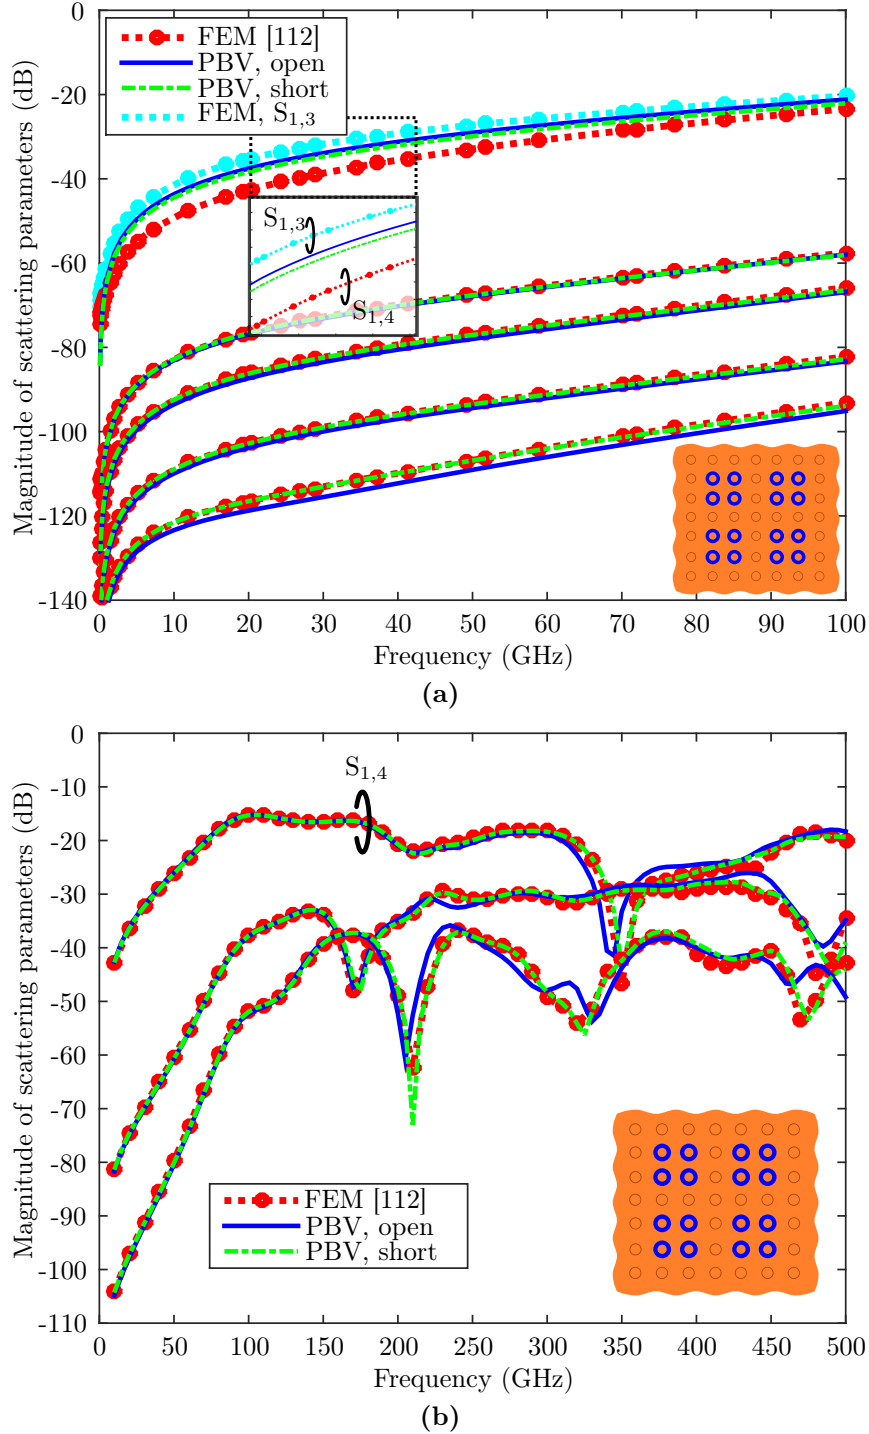 0
-20
-40
-60
-80
-100
-120
-140
Magnitude of scattering parameters (dB)
FEM [112]
PBV, open
PBV, short
FEM, S1,3
S1,3
S1,4
0 10 20 30 40 50 60 70 80 90 100
Frequency (GHz)
(a)
0
-10
-20
-30
-40
-50
-60
-70
-80
-90
-100
-110
Magnitude of scattering parameters (dB)
S1,4
FEM [112]
PBV, open
PBV, short
0 50 100 150 200 250 300 350 400 450 500
Frequency (GHz)
(b)